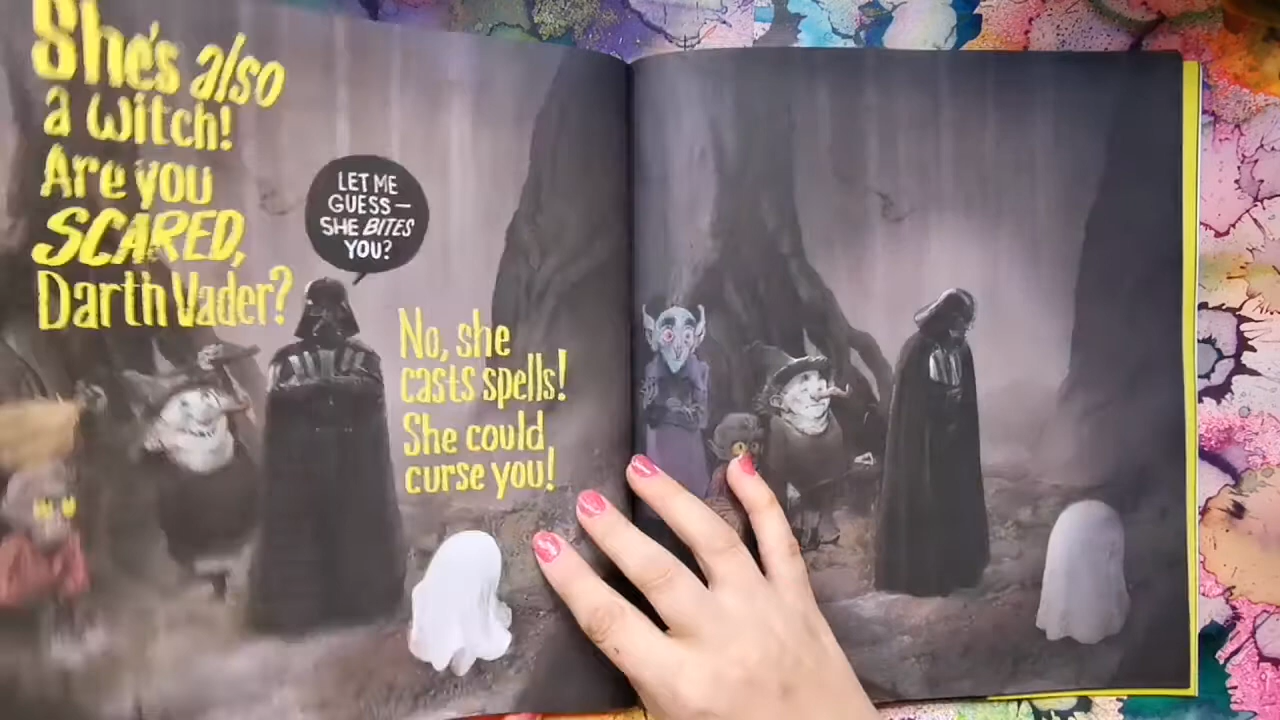 She's also
a witch!
Are you
SCARED,
Darth Vader?
LET ME
GUESS—
SHE BITES
YOU?
No, she
casts spells!
She could
curse you!